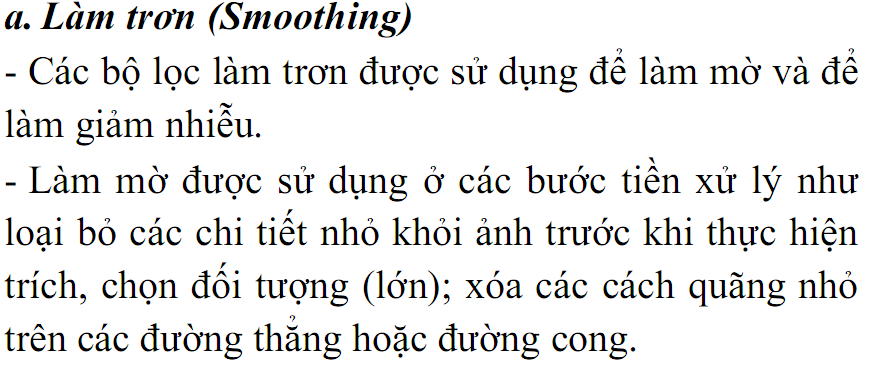 a. Làm trơn (Smoothing)
- Các bộ lọc làm trơn được sử dụng để làm mờ và để
làm giảm nhiễu.
- Làm mờ được sử dụng ở các bước tiền xử lý như
loại bỏ các chi tiết nhỏ khỏi ảnh trước khi thực hiện
trích, chọn đối tượng (lớn); xóa các cách quãng nhỏ
trên các đường thẳng hoặc đường cong.